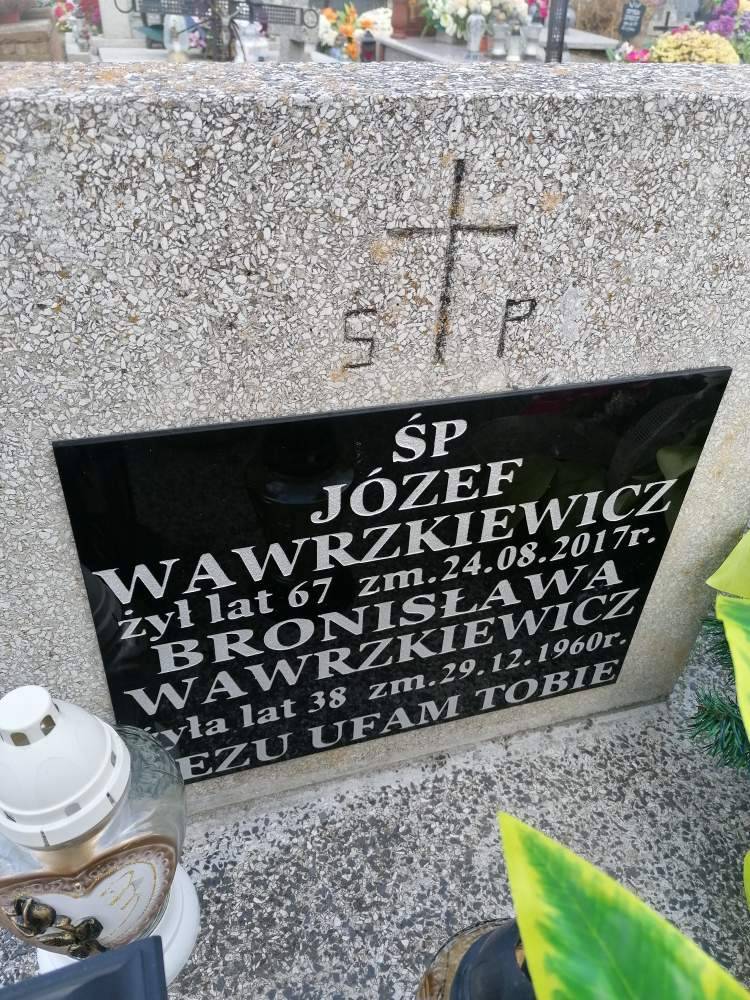 S P
ŚP
JÓZEF
WAWRZKIEWICZ
żył lat 67 zm.24.08.2017r.
BRONISŁAWA
WAWRZKIEWICZ
żyła lat 38 zm.29.12.1960r.
JEZU UFAM TOBIE